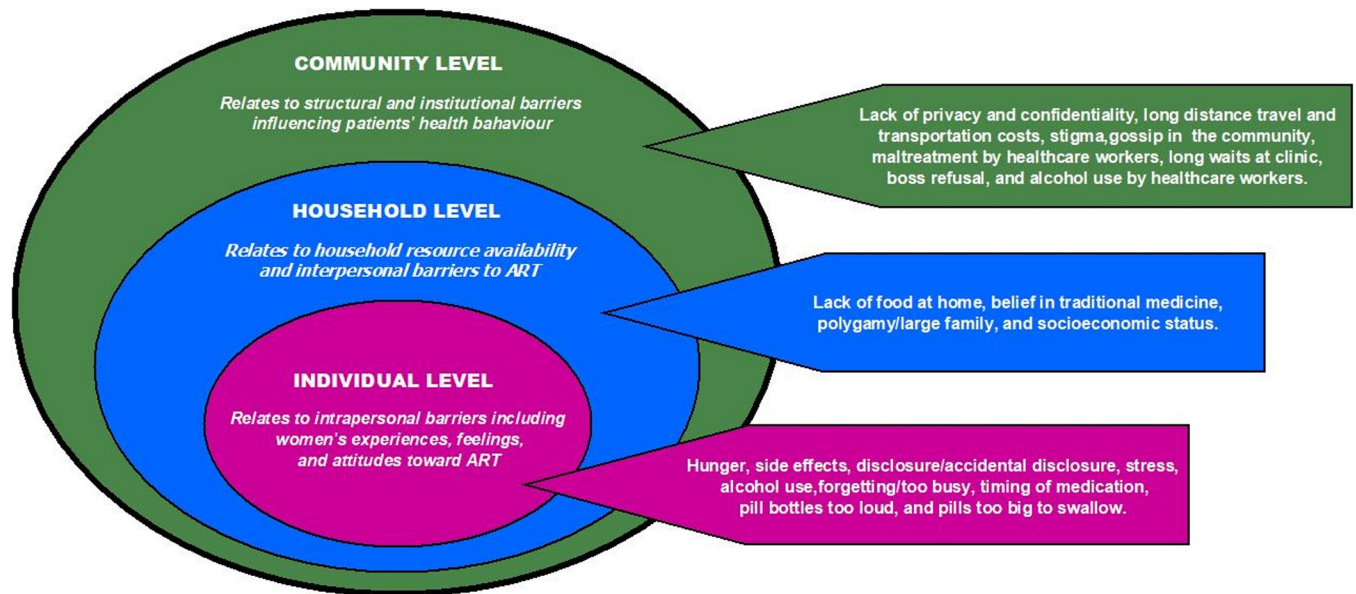 COMMUNITY LEVEL
Relates to structural and institutional barriers
influencing patients' health bahaviour
Lack of privacy and confidentiality, long distance travel and
transportation costs, stigma,gossip in the community,
maltreatment by healthcare workers, long waits at clinic,
boss refusal, and alcohol use by healthcare workers.
HOUSEHOLD LEVEL
Relates to household resource availability
and interpersonal barriers to ART
Lack of food at home, belief in traditional medicine,
polygamy/large family, and socioeconomic status.
INDIVIDUAL LEVEL
Relates to intrapersonal barriers including
women's experiences, feelings,
and attitudes toward ART
Hunger, side effects, disclosure/accidental disclosure, stress,
alcohol use,forgetting/too busy, timing of medication,
pill bottles too loud, and pills too big to swallow.